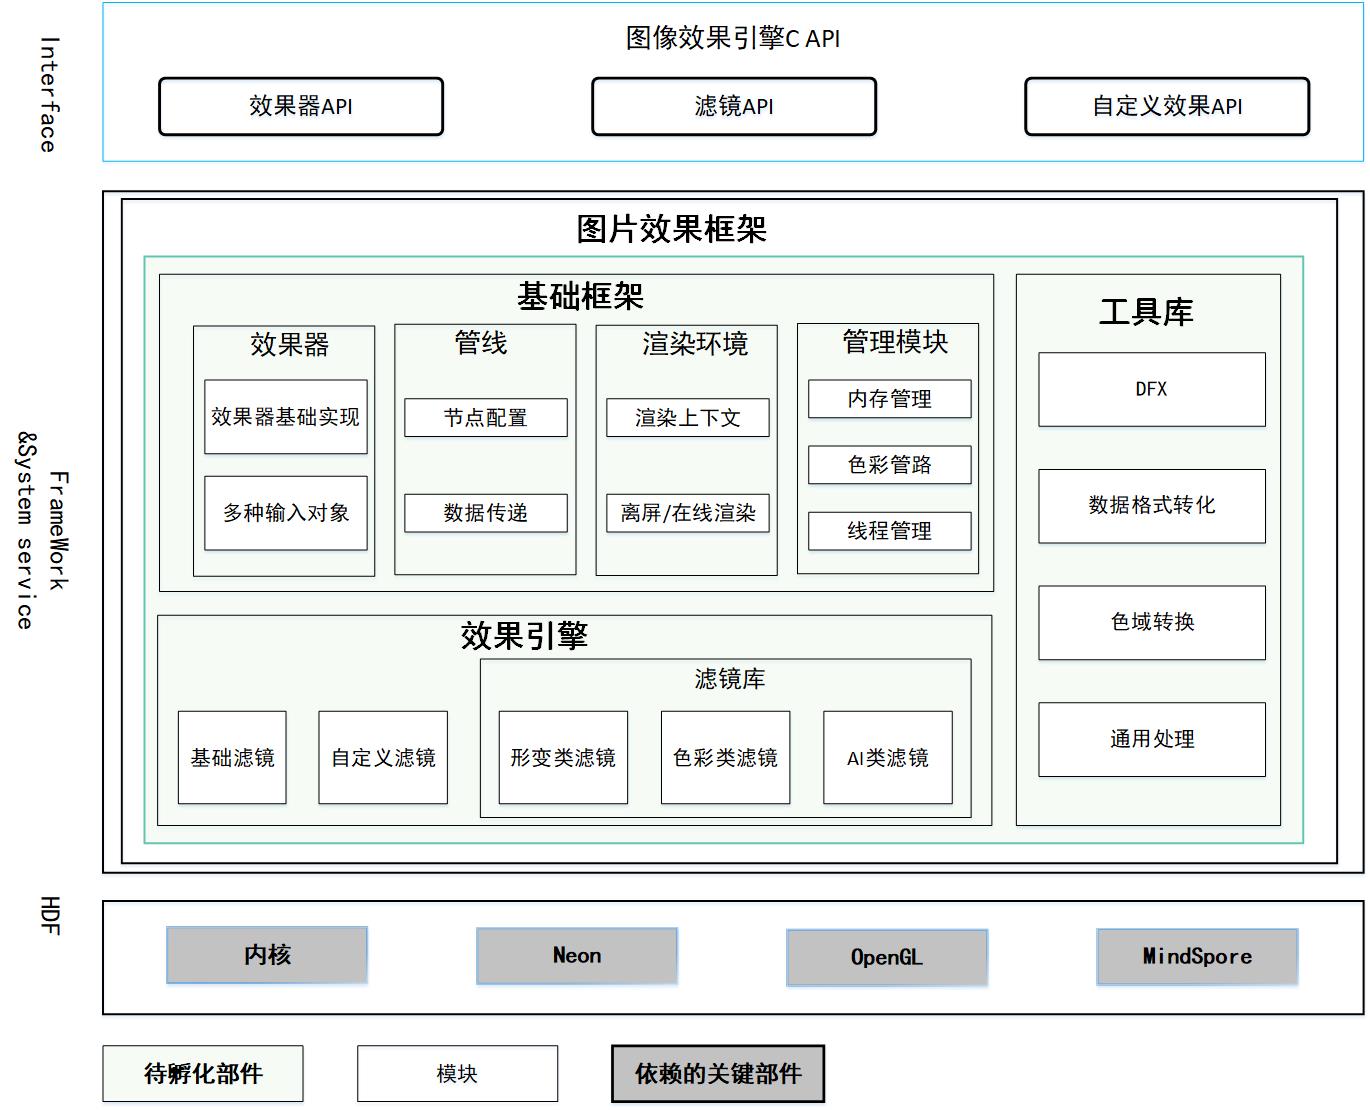 Interface
图像效果引擎C API
效果器API
滤镜API
自定义效果API
FrameWork
&System service
图片效果框架
基础框架
效果器
效果器基础实现
多种输入对象
管线
节点配置
数据传递
渲染环境
渲染上下文
离屏/在线渲染
管理模块
内存管理
色彩管路
线程管理
工具库
DFX
数据格式转化
色域转换
通用处理
效果引擎
基础滤镜
自定义滤镜
滤镜库
形变类滤镜
色彩类滤镜
AI类滤镜
HDF
内核
Neon
OpenGL
MindSpore
待孵化部件
模块
依赖的关键部件